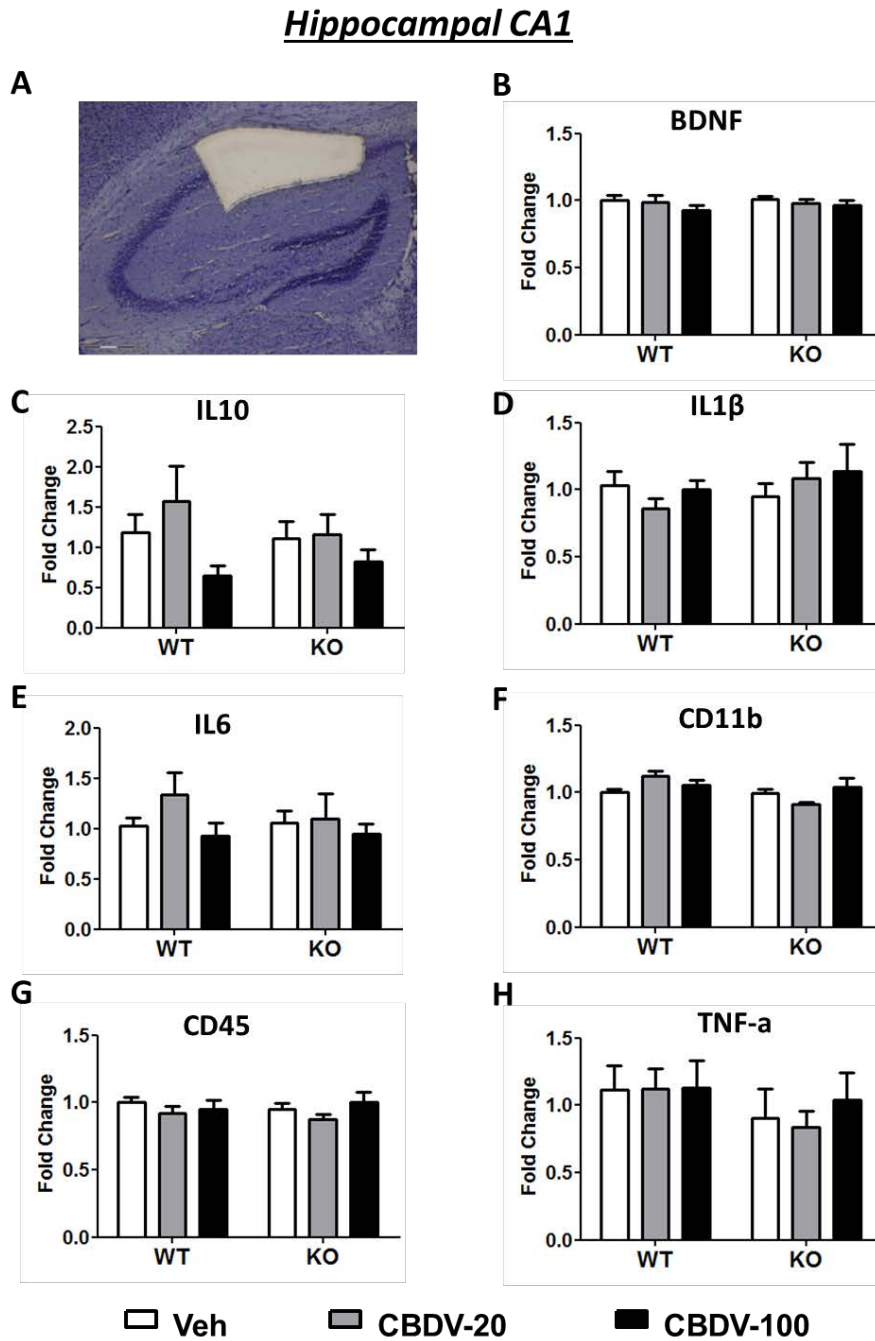 Hippocampal CA1
A
B
BDNF
Fold Change
1.5
1.0
0.5
0.0
WT KO
C
IL10
Fold Change
2.5
2.0
1.5
1.0
0.5
0.0
WT KO
D
IL1β
Fold Change
1.5
1.0
0.5
0.0
WT KO
E
IL6
Fold Change
2.0
1.5
1.0
0.5
0.0
WT KO
F
CD11b
Fold Change
1.5
1.0
0.5
0.0
WT KO
G
CD45
Fold Change
1.5
1.0
0.5
0.0
WT KO
H
TNF-a
Fold Change
1.5
1.0
0.5
0.0
WT KO
Veh CBDV-20 CBDV-100